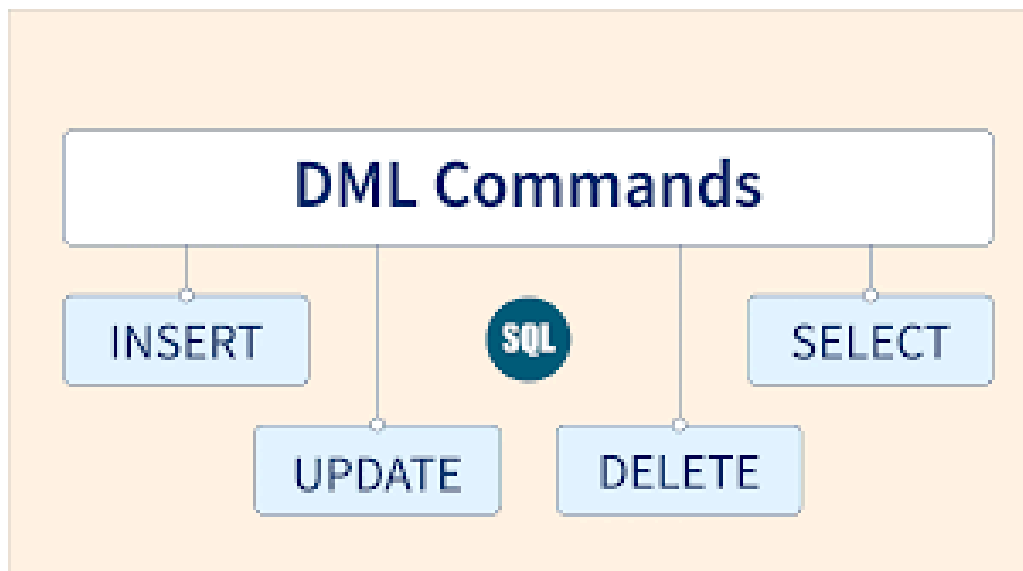 DML Commands
INSERT
SQL
SELECT
UPDATE
DELETE